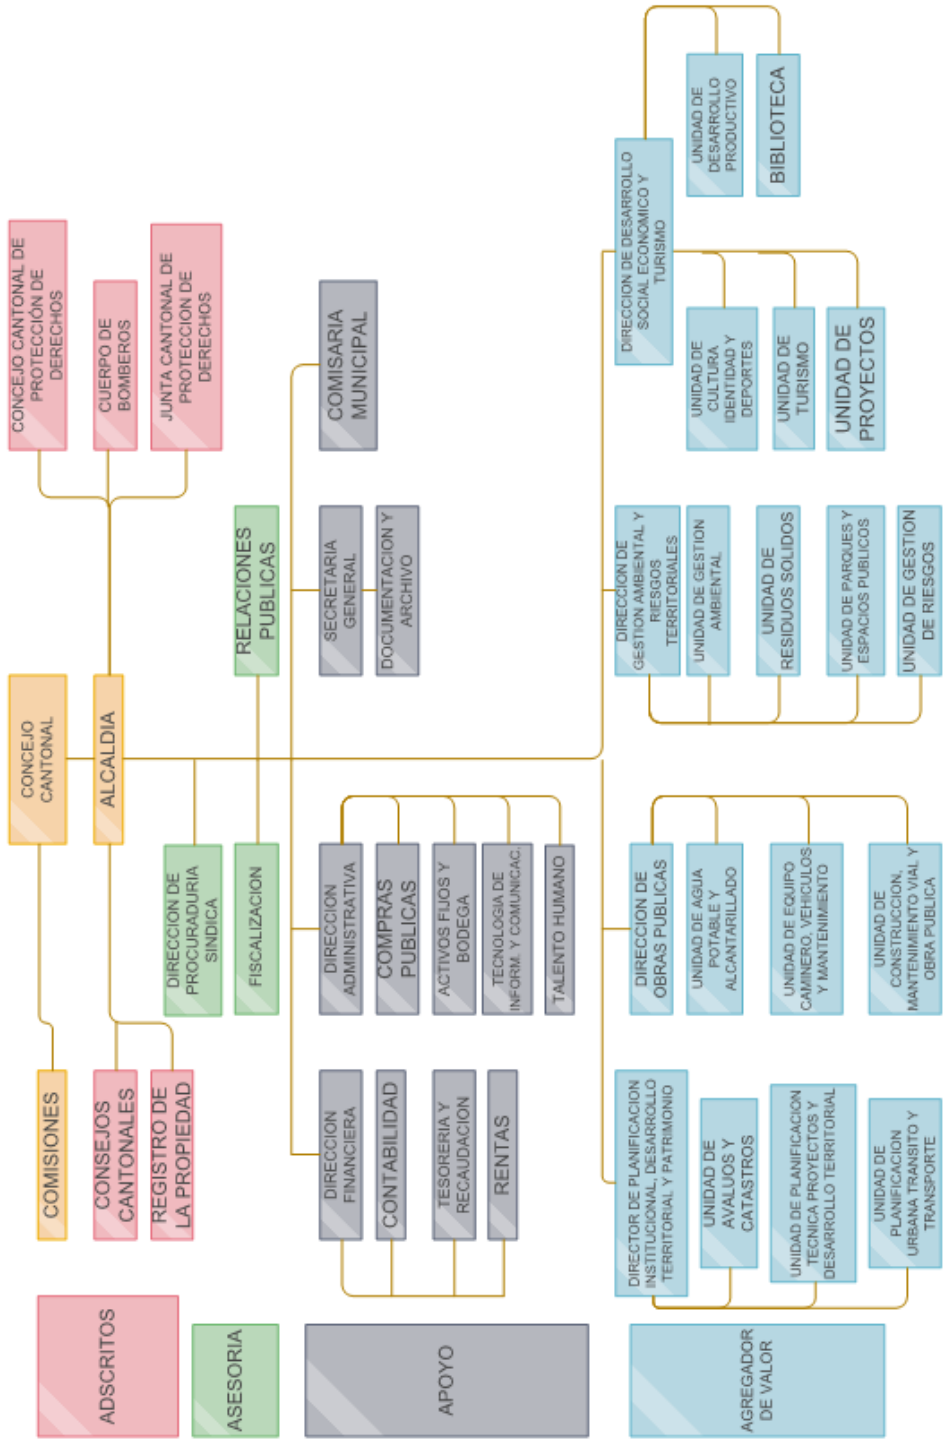 CONCEJO
CANTONAL
ALCALDIA
COMISIONES
CONSEJOS
CANTONALES
REGISTRO DE
LA PROPIEDAD
CONCEJO CANTONAL DE
PROTECCIÓN DE
DERECHOS
CUERPO DE
BOMBEROS
JUNTA CANTONAL DE
PROTECCION DE
DERECHOS
ADSCRITOS
DIRECCION DE
PROCURADURIA
SINDICA
FISCALIZACION
RELACIONES
PUBLICAS
ASESORIA
DIRECCION
FINANCIERA
CONTABILIDAD
TESORERIA Y
RECAUDACION
RENTAS
DIRECCION
ADMINISTRATIVA
COMPRAS
PUBLICAS
ACTIVOS FIJOS Y
BODEGA
TECNOLOGIA DE
INFORM. Y COMUNICAC.
TALENTO HUMANO
SECRETARIA
GENERAL
DOCUMENTACION Y
ARCHIVO
COMISARIA
MUNICIPAL
APOYO
DIRECTOR DE PLANIFICACION
INSTITUCIONAL, DESARROLLO
TERRITORIAL Y PATRIMONIO
UNIDAD DE
AVALUOS Y
CATASTROS
UNIDAD DE PLANIFICACION
TECNICA PROYECTOS Y
DESARROLLO TERRITORIAL
UNIDAD DE
PLANIFICACION
URBANA TRANSITO Y
TRANSPORTE
DIRECCION DE
OBRAS PUBLICAS
UNIDAD DE AGUA
POTABLE Y
ALCANTARILLADO
UNIDAD DE EQUIPO
CAMINERO, VEHICULOS
Y MANTENIMIENTO
UNIDAD DE
CONSTRUCCION,
MANTENIMIENTO VIAL Y
OBRA PUBLICA
DIRECCION DE
GESTION AMBIENTAL Y
RIESGOS
TERRITORIALES
UNIDAD DE GESTION
AMBIENTAL
UNIDAD DE
RESIDUOS SOLIDOS
UNIDAD DE PARQUES Y
ESPACIOS PUBLICOS
UNIDAD DE GESTION
DE RIESGOS
DIRECCION DE DESARROLLO
SOCIAL ECONOMICO Y
TURISMO
UNIDAD DE
CULTURA
IDENTIDAD Y
DEPORTES
UNIDAD DE
TURISMO
UNIDAD DE
PROYECTOS
UNIDAD DE
DESARROLLO
PRODUCTIVO
BIBLIOTECA
AGREGADOR
DE VALOR